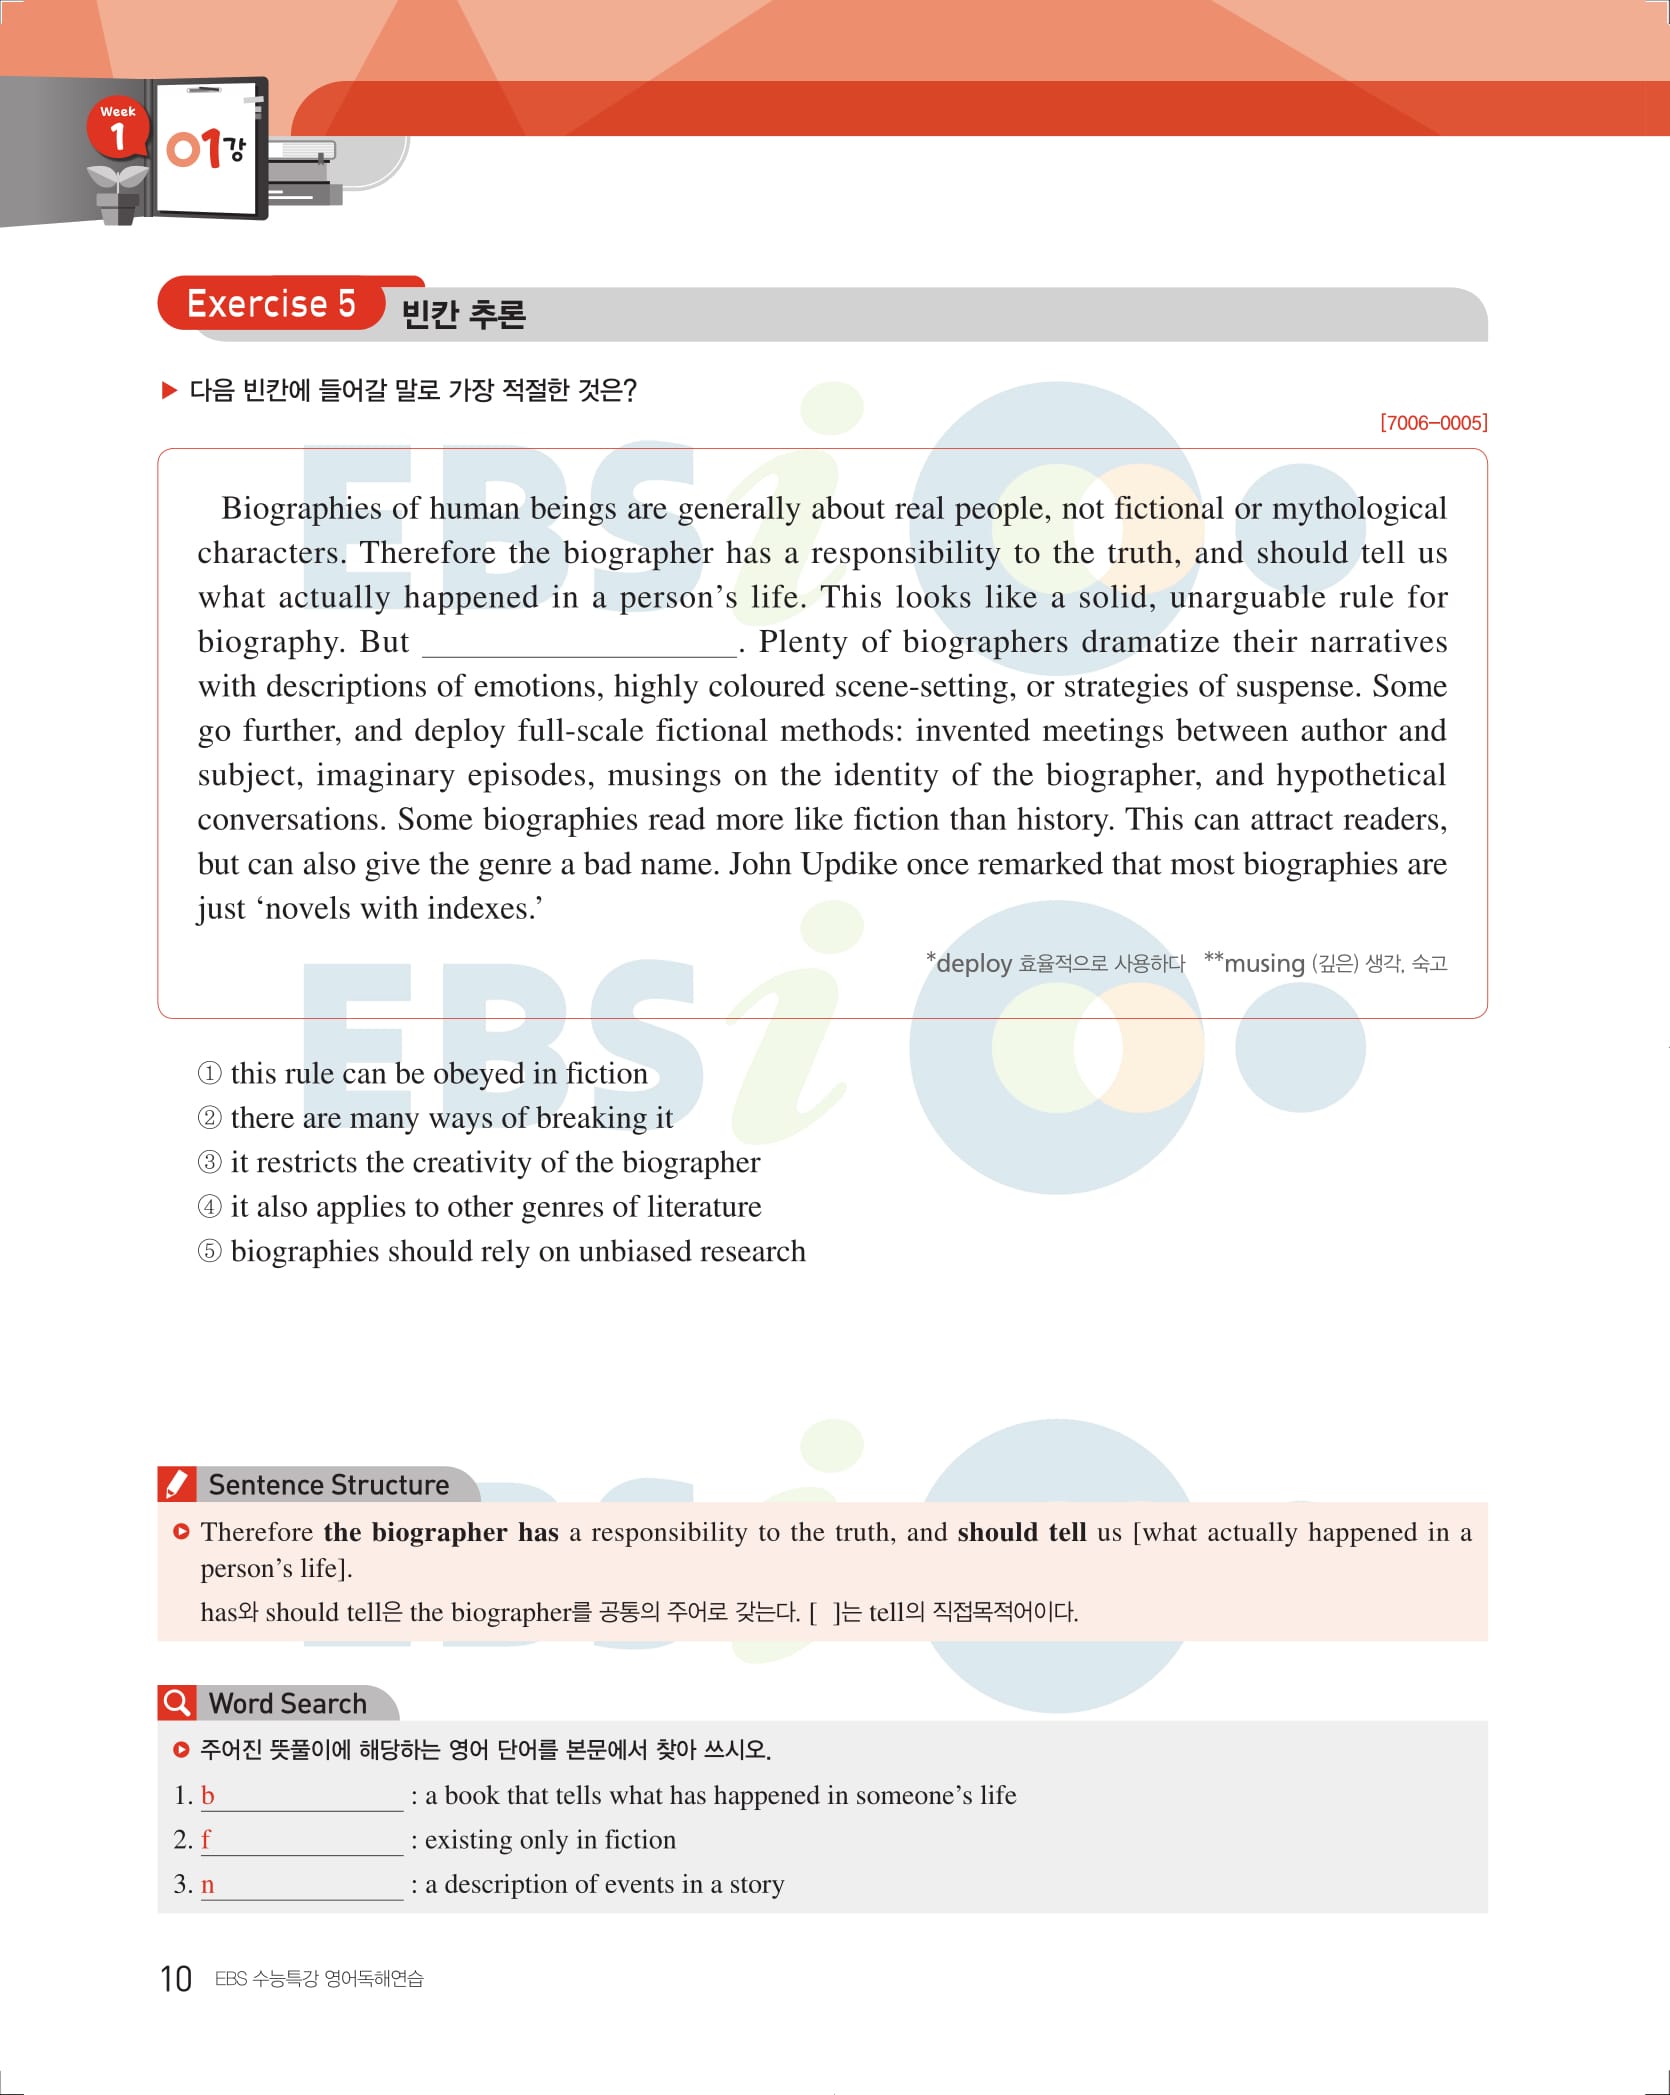 Week
1
01강
Exercise 5 빈칸 추론
▶ 다음 빈칸에 들어갈 말로 가장 적절한 것은?
[7006-0005]
Biographies of human beings are generally about real people, not fictional or mythological
characters. Therefore the biographer has a responsibility to the truth, and should tell us
what actually happened in a person's life. This looks like a solid, unarguable rule for
biography. But ____________________. Plenty of biographers dramatize their narratives
with descriptions of emotions, highly coloured scene-setting, or strategies of suspense. Some
go further, and deploy full-scale fictional methods: invented meetings between author and
subject, imaginary episodes, musings on the identity of the biographer, and hypothetical
conversations. Some biographies read more like fiction than history. This can attract readers,
but can also give the genre a bad name. John Updike once remarked that most biographies are
just ‘novels with indexes.’
*deploy 효율적으로 사용하다 **musing (깊은) 생각, 숙고
① this rule can be obeyed in fiction
② there are many ways of breaking it
③ it restricts the creativity of the biographer
④ it also applies to other genres of literature
⑤ biographies should rely on unbiased research
Sentence Structure
Therefore the biographer has a responsibility to the truth, and should tell us [what actually happened in a
person's life].
has와 should tell은 the biographer를 공통의 주어로 갖는다. [ ]는 tell의 직접목적어이다.
Word Search
주어진 뜻풀이에 해당하는 영어 단어를 본문에서 찾아 쓰시오.
1. b____________ : a book that tells what has happened in someone's life
2. f____________ : existing only in fiction
3. n____________ : a description of events in a story
10 EBS 수능특강 영어독해연습
EBSi
EBSi
EBSi